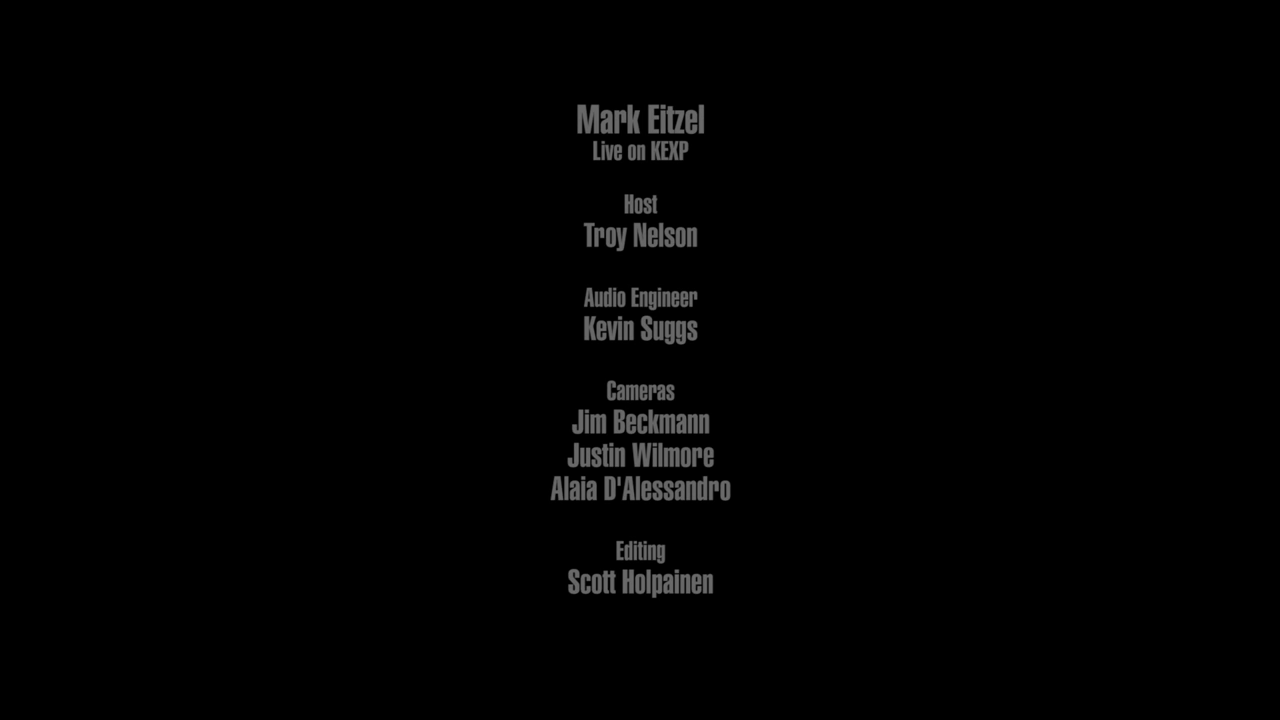 Mark Eitzel
Live on KEXP
Host
Troy Nelson
Audio Engineer
Kevin Suggs
Cameras
Jim Beckmann
Justin Wilmore
Alaia D'Alessandro
Editing
Scott Holpainen